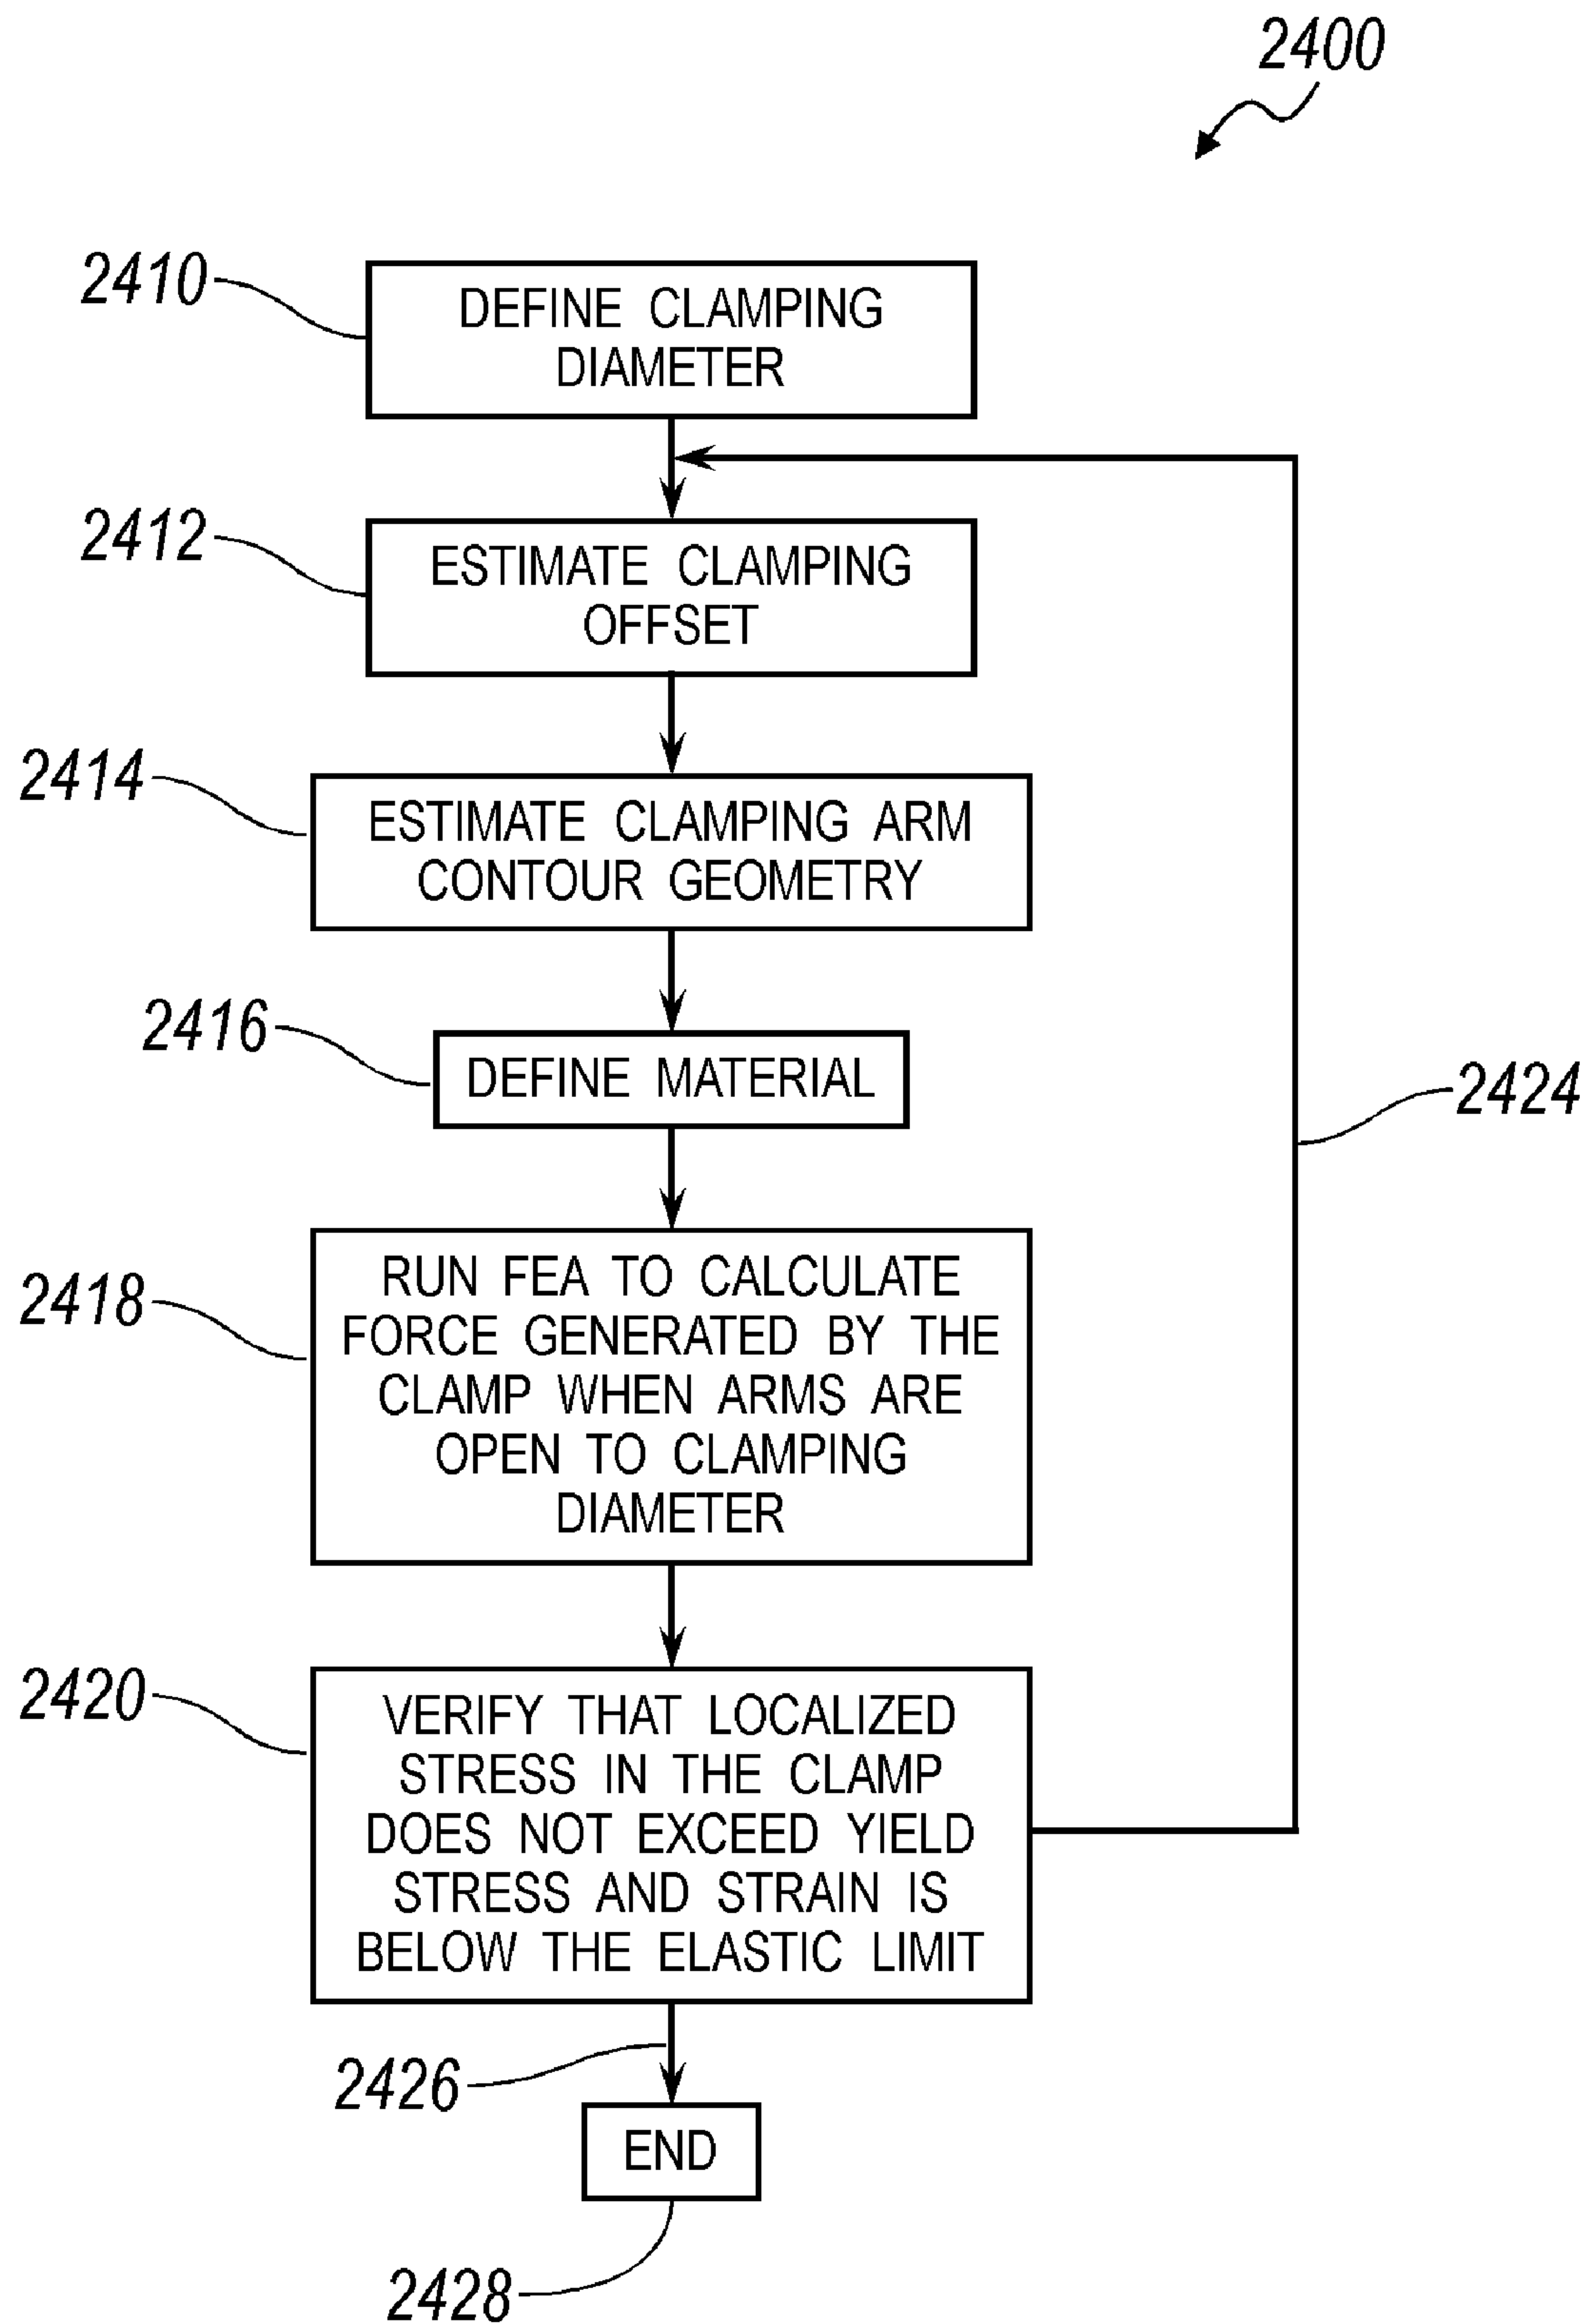 2400
2410
DEFINE CLAMPING
DIAMETER
2412
ESTIMATE CLAMPING
OFFSET
2414
ESTIMATE CLAMPING ARM
CONTOUR GEOMETRY
2416
DEFINE MATERIAL
2424
2418
RUN FEA TO CALCULATE
FORCE GENERATED BY THE
CLAMP WHEN ARMS ARE
OPEN TO CLAMPING
DIAMETER
2420
VERIFY THAT LOCALIZED
STRESS IN THE CLAMP
DOES NOT EXCEED YIELD
STRESS AND STRAIN IS
BELOW THE ELASTIC LIMIT
2426
END
2428